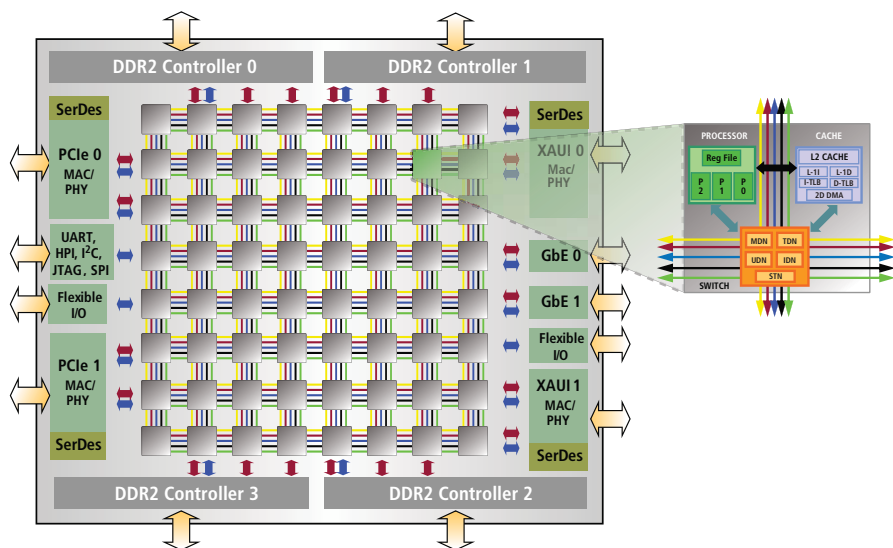 DDR2 Controller 0
DDR2 Controller 1
SerDes
PCIe 0
MAC/
PHY
UART,
HPI, I²C,
JTAG, SPI
Flexible
I/O
PCIe 1
MAC/
PHY
SerDes
SerDes
XAUI 0
Mac/
PHY
GbE 0
GbE 1
Flexible
I/O
XAUI 1
MAC/
PHY
SerDes
DDR2 Controller 3
DDR2 Controller 2
PROCESSOR
CACHE
Reg File
P
2
P
1
P
0
L2 CACHE
L-1I
L-1D
I-TLB
D-TLB
2D DMA
MDN
TDN
UDN
IDN
STN
SWITCH